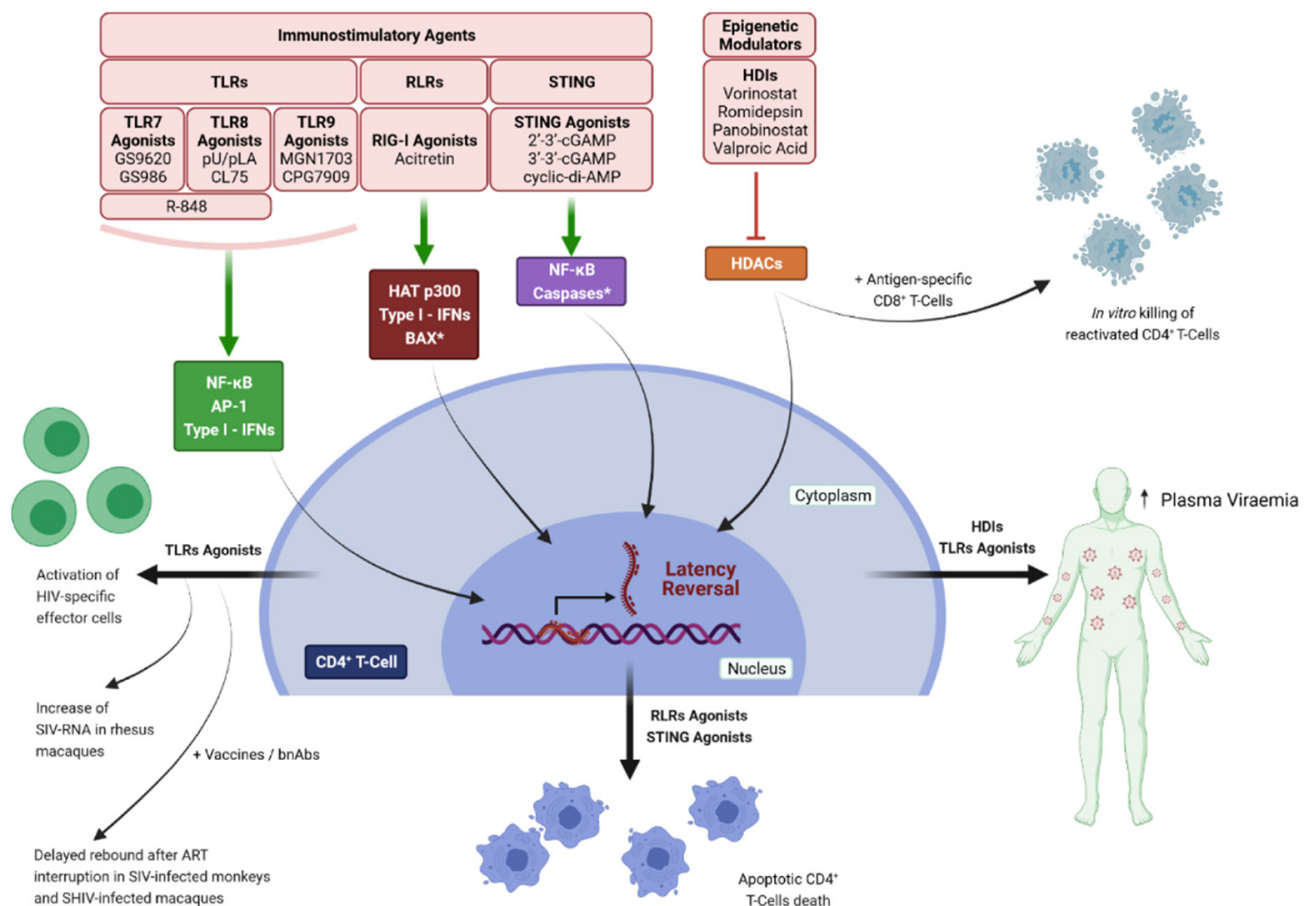 Immunostimulatory Agents
TLRs
RLRs
STING
TLR7
Agonists
GS9620
GS986
TLR8
Agonists
pU/pLA
CL75
TLR9
Agonists
MGN1703
CPG7909
R-848
RIG-I Agonists
Acitretin
STING Agonists
2’-3’-cGAMP
3’-3’-cGAMP
cyclic-di-AMP
Epigenetic
Modulators
HDIs
Vorinostat
Romidepsin
Panobinostat
Valproic Acid
HAT p300
Type I - IFNs
BAX*
NF-κB
Caspases*
HDACs
+ Antigen-specific
CD8⁺ T-Cells
In vitro killing of
reactivated CD4⁺ T-Cells
NF-κB
AP-1
Type I - IFNs
Cytoplasm
Latency
Reversal
CD4⁺ T-Cell
Nucleus
TLRs Agonists
Activation of
HIV-specific
effector cells
Increase of
SIV-RNA in rhesus
macaques
+ Vaccines / bnAbs
Delayed rebound after ART
interruption in SIV-infected monkeys
and SHIV-infected macaques
RLRs Agonists
STING Agonists
Apoptotic CD4⁺
T-Cells death
HDIs
TLRs Agonists
↑ Plasma Viraemia